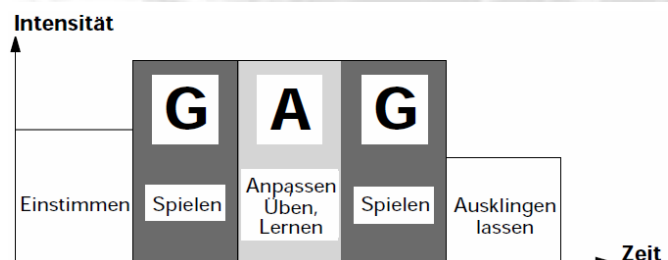 Intensität
G A G
Einstimmen
Spielen
Anpassen
Üben,
Lernen
Spielen
Ausklingen
lassen
Zeit